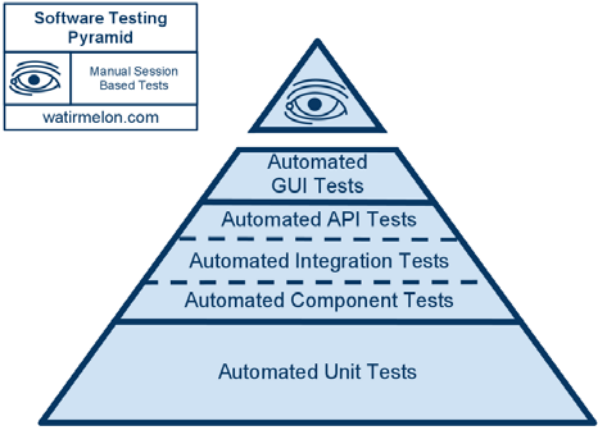 Software Testing
Pyramid
Manual Session
Based Tests
watirmelon.com
Automated
GUI Tests
Automated API Tests
Automated Integration Tests
Automated Component Tests
Automated Unit Tests